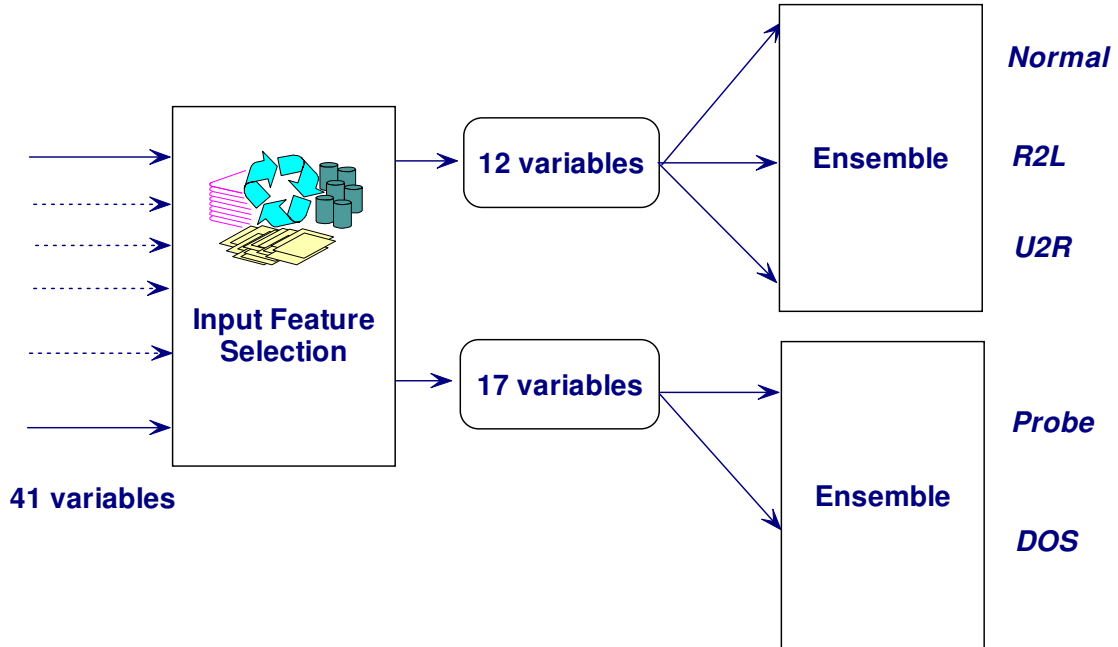 41 variables
Input Feature
Selection
12 variables
17 variables
Ensemble
Normal
R2L
U2R
Ensemble
Probe
DOS